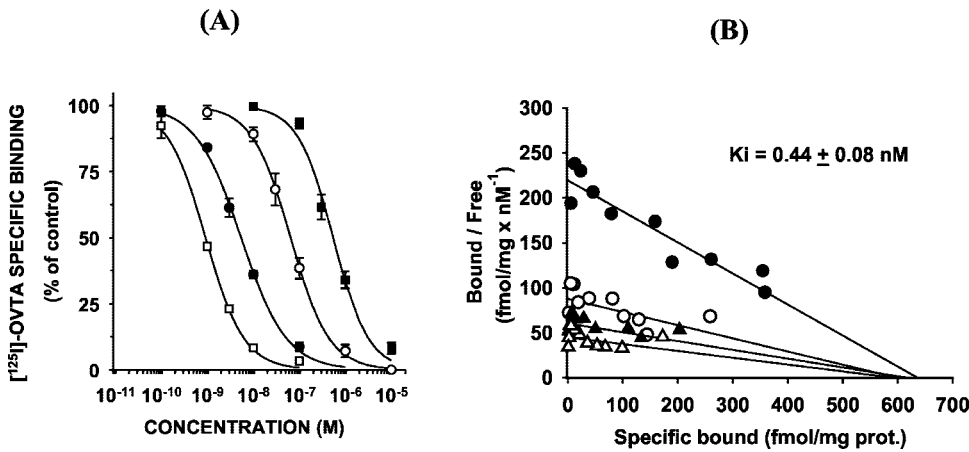 (A)
[¹²⁵I]-OVTA SPECIFIC BINDING
(% of control)
100
75
50
25
0
10⁻¹¹ 10⁻¹⁰ 10⁻⁹ 10⁻⁸ 10⁻⁷ 10⁻⁶ 10⁻⁵
CONCENTRATION (M)
(B)
Bound / Free
(fmol/mg x nM⁻¹)
300
250
200
150
100
50
0
Ki = 0.44 ± 0.08 nM
0 100 200 300 400 500 600 700
Specific bound (fmol/mg prot.)